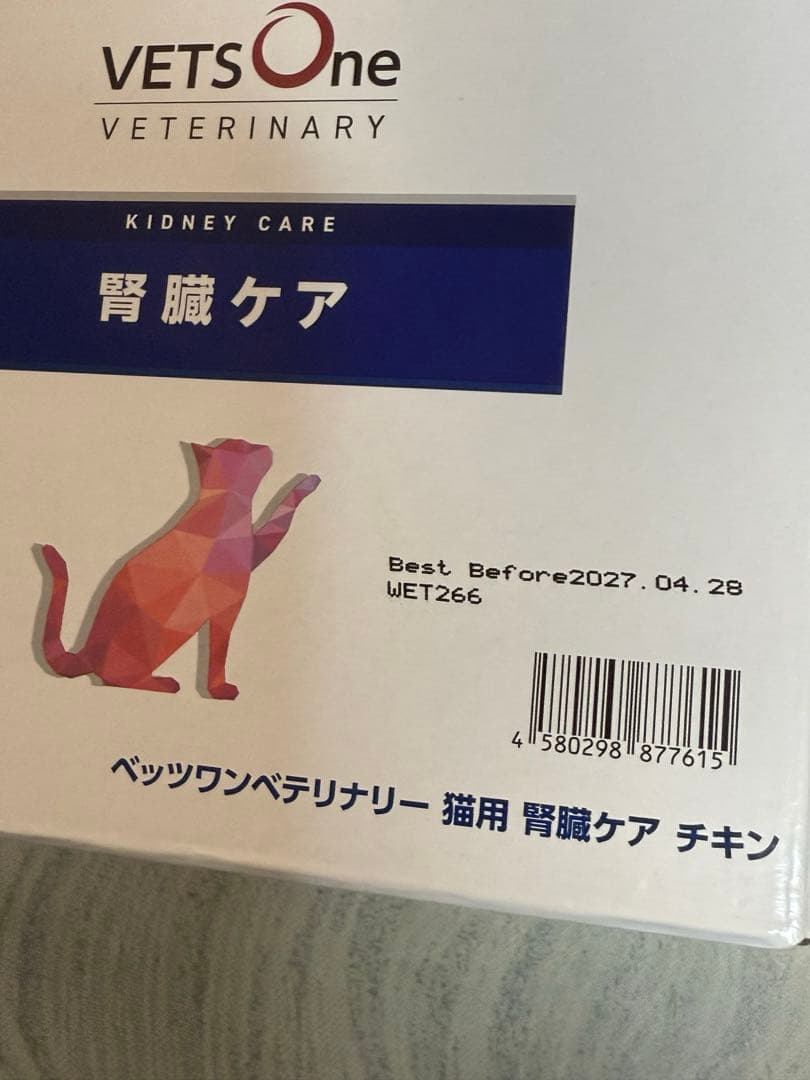 VETSOne
VETERINARY
KIDNEY CARE
腎臓ケア
Best Before2027.04.28
WET266
4 580298 877615
ベッツワンベテリナリー 猫用 腎臓ケア チキン